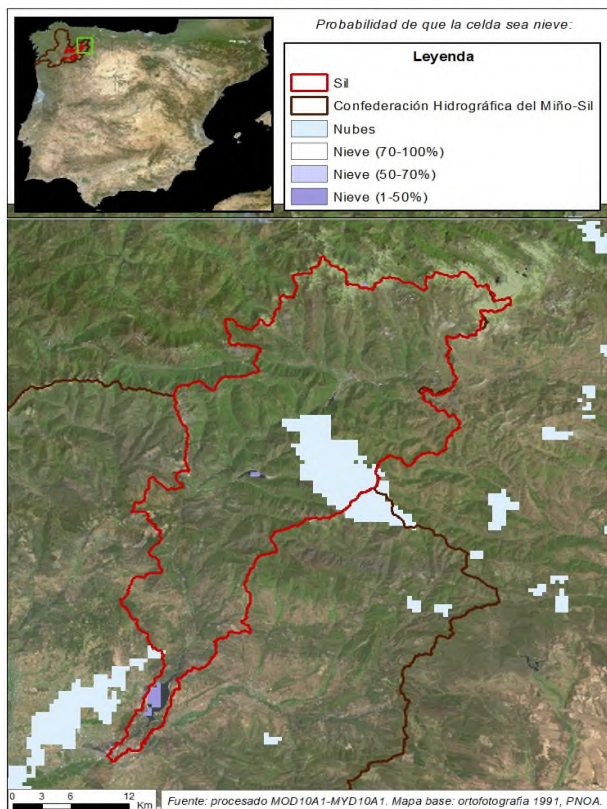 Probabilidad de que la celda sea nieve:
Leyenda
Sil
Confederación Hidrográfica del Miño-Sil
Nubes
Nieve (70-100%)
Nieve (50-70%)
Nieve (1-50%)
0 3 6 12
Km
Fuente: procesado MOD10A1-MYD10A1. Mapa base: ortofotografia 1991, PNOA